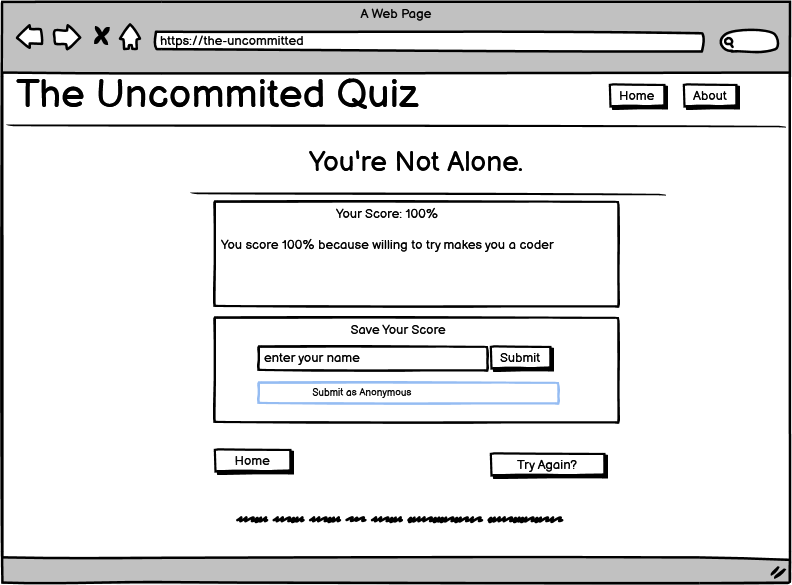 A Web Page
https://the-uncommitted
The Uncommited Quiz
Home
About
You're Not Alone.
Your Score: 100%
You score 100% because willing to try makes you a coder
Save Your Score
enter your name
Submit
Submit as Anonymous
Home
Try Again?